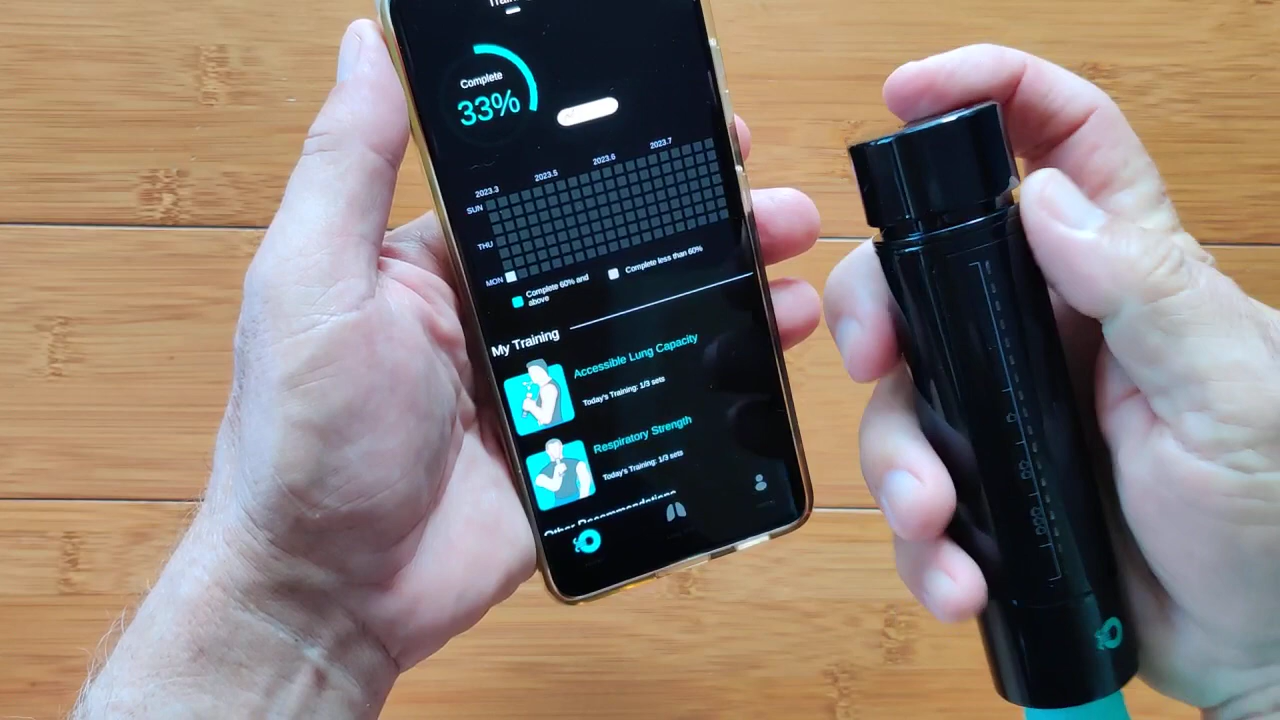 Complete
33%
2023.3
2023.5
2023.6
2023.7
SUN
THU
MON
Complete 60% and
above
Complete less than 60%
My Training
Accessible Lung Capacity
Today's Training: 1/3 sets
Respiratory Strength
Today's Training: 1/3 sets
Other Recommendations